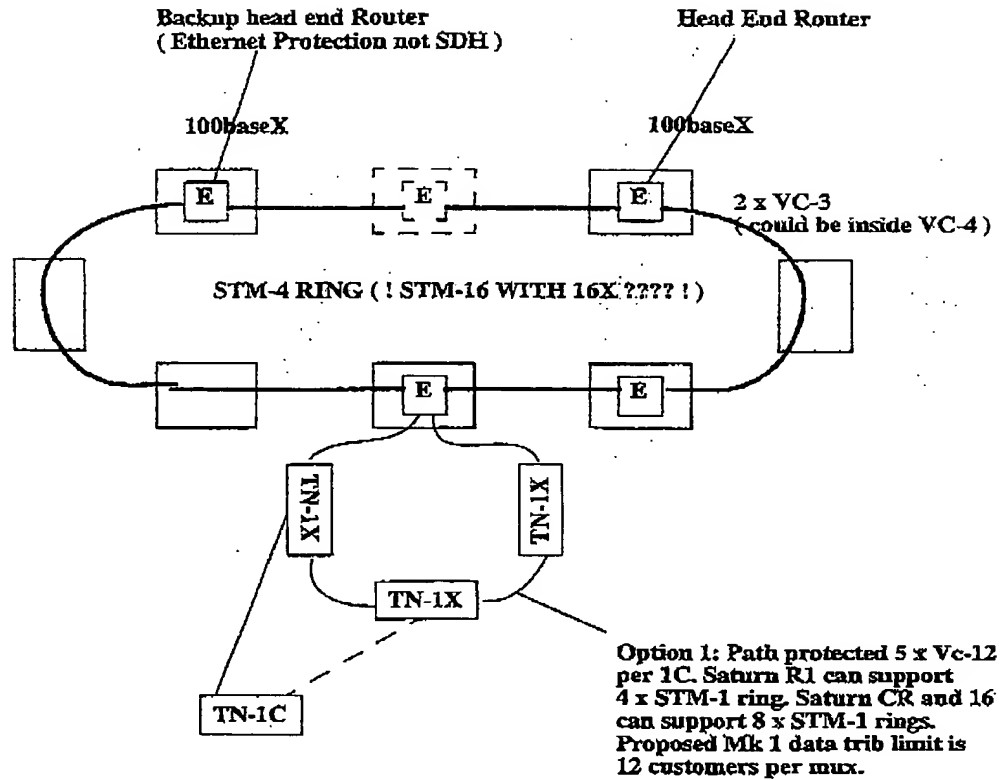 Backup head end Router
( Ethernet Protection not SDH )
Head End Router
100baseX
100baseX
E
E
E
2 x VC-3
( could be inside VC-4 )
STM-4 RING ( ! STM-16 WITH 16X ???? ! )
E
E
TN-1X
TN-1X
TN-1X
TN-1C
Option 1: Path protected 5 x Vc-12
per 1C. Saturn R1 can support
4 x STM-1 ring. Saturn CR and 16
can support 8 x STM-1 rings.
Proposed Mk 1 data trib limit is
12 customers per mux.